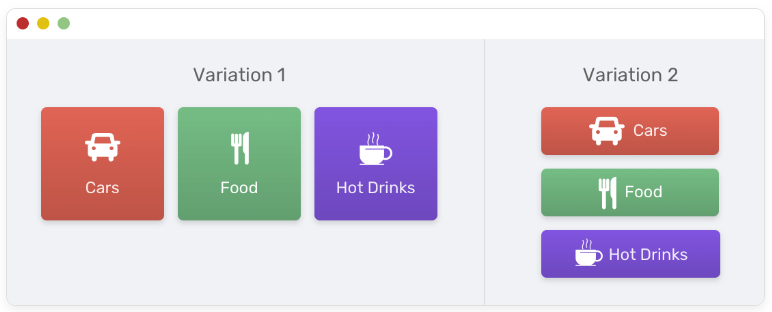 Variation 1
Cars
Food
Hot Drinks
Variation 2
Cars
Food
Hot Drinks